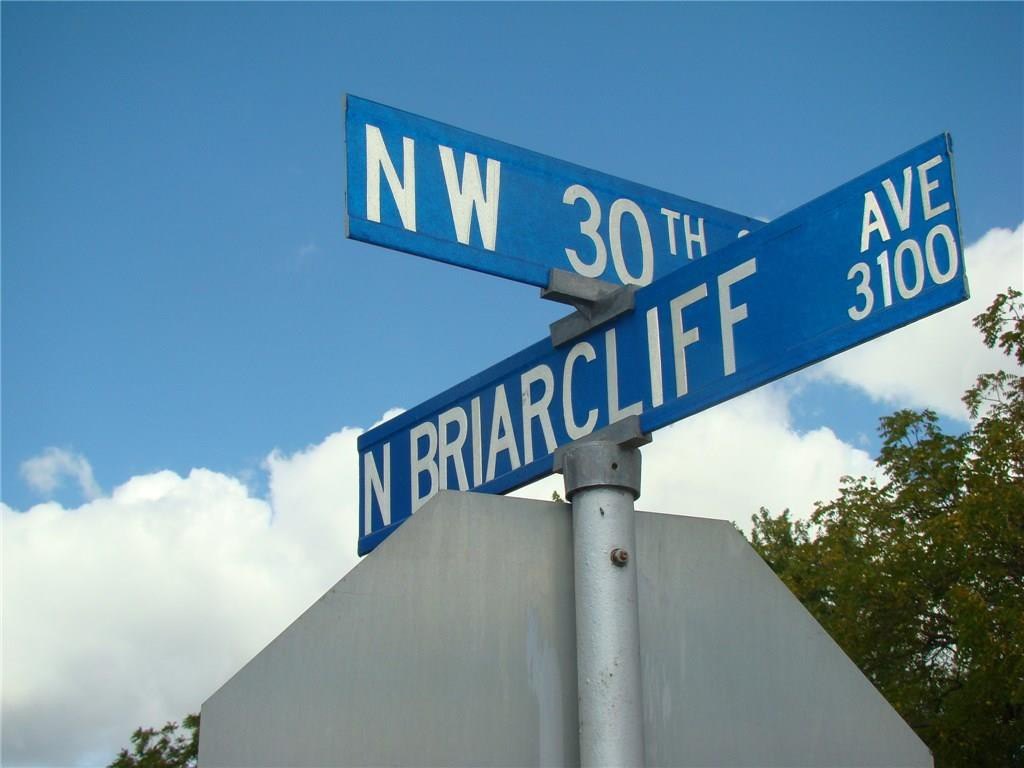 NW 30TH
N BRIARCLIFF AVE
3100